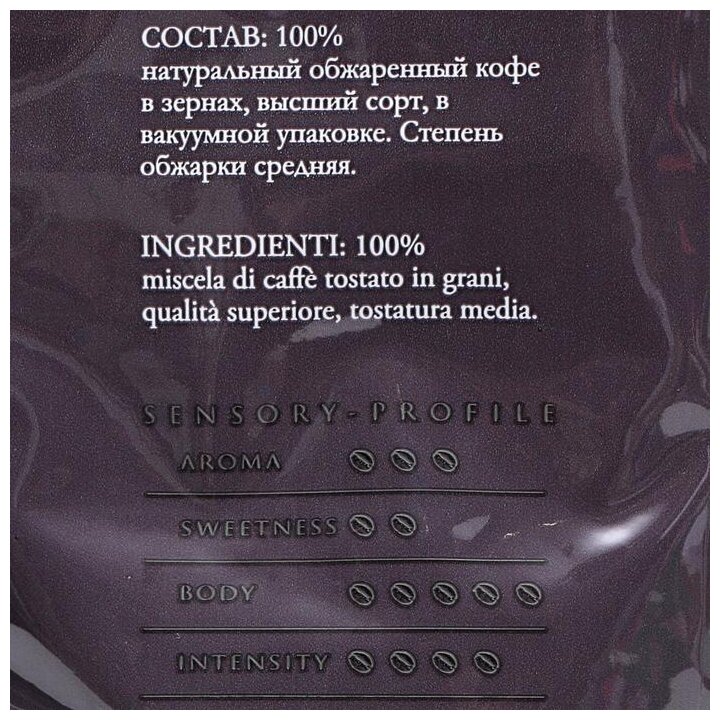 СОСТАВ: 100%
натуральный обжаренный кофе
в зернах, высший сорт, в
вакуумной упаковке. Степень
обжарки средняя.
INGREDIENTI: 100%
miscela di caffè tostato in grani,
qualità superiore, tostatura media.
SENSORY-PROFILE
AROMA
SWEETNESS
BODY
INTENSITY